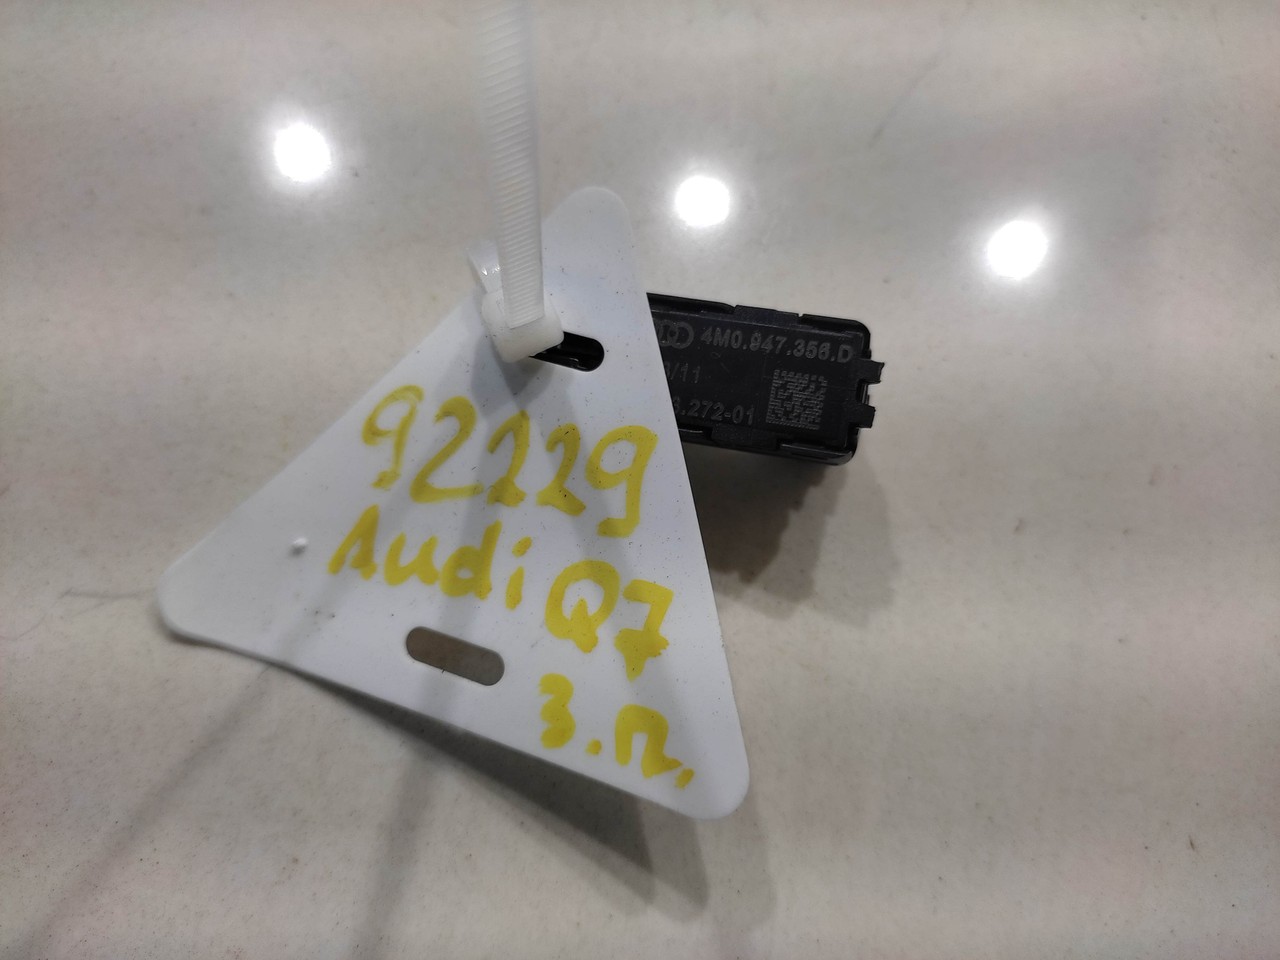 92229
Audi Q7
3.П.
4M0.947.356.D
/11
.272-01